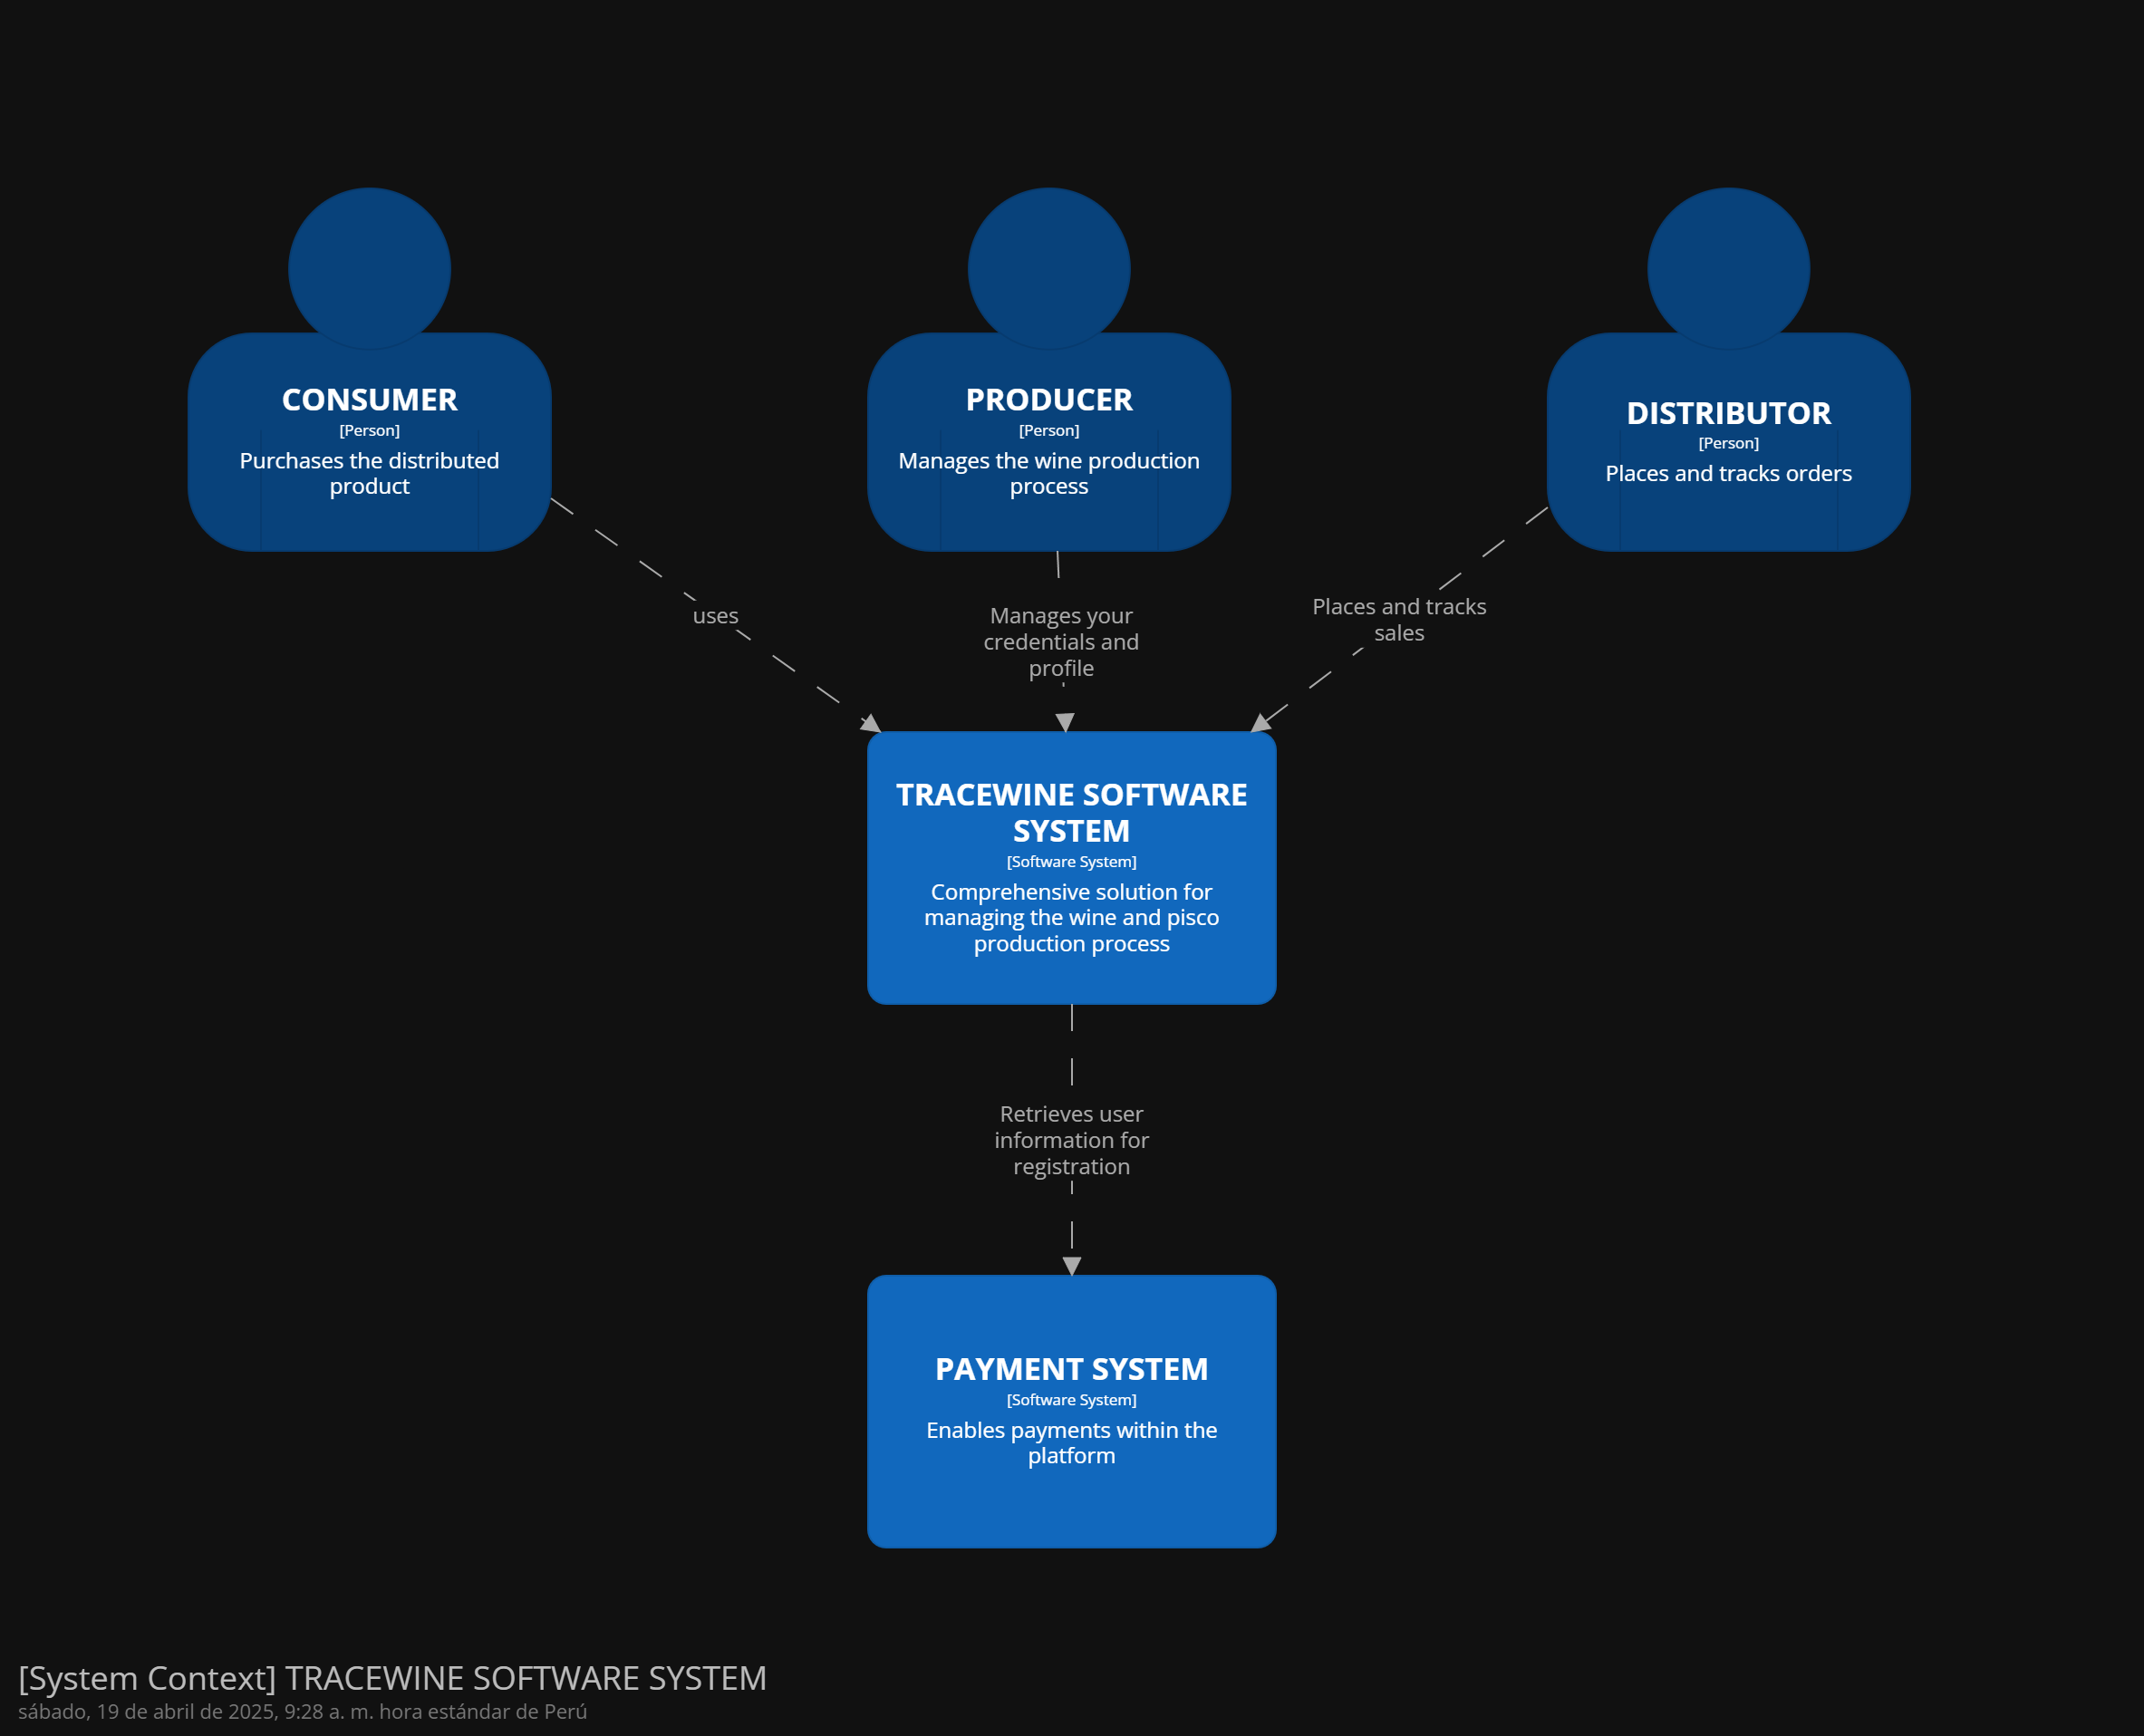 CONSUMER
[Person]
Purchases the distributed
product
PRODUCER
[Person]
Manages the wine production
process
DISTRIBUTOR
[Person]
Places and tracks orders
uses
Manages your
credentials and
profile
Places and tracks
sales
TRACEWINE SOFTWARE
SYSTEM
[Software System]
Comprehensive solution for
managing the wine and pisco
production process
Retrieves user
information for
registration
PAYMENT SYSTEM
[Software System]
Enables payments within the
platform
[System Context] TRACEWINE SOFTWARE SYSTEM
sábado, 19 de abril de 2025, 9:28 a. m. hora estándar de Perú